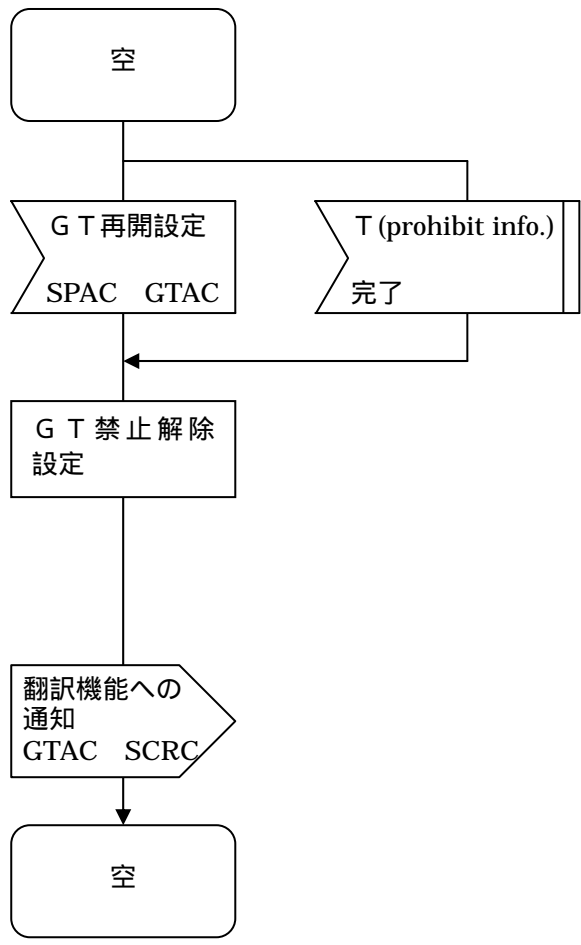 空
ＧＴ再開設定
SPAC　GTAC
Ｔ(prohibit info.)
完了
ＧＴ禁止解除
設定
翻訳機能への
通知
GTAC　SCRC
空